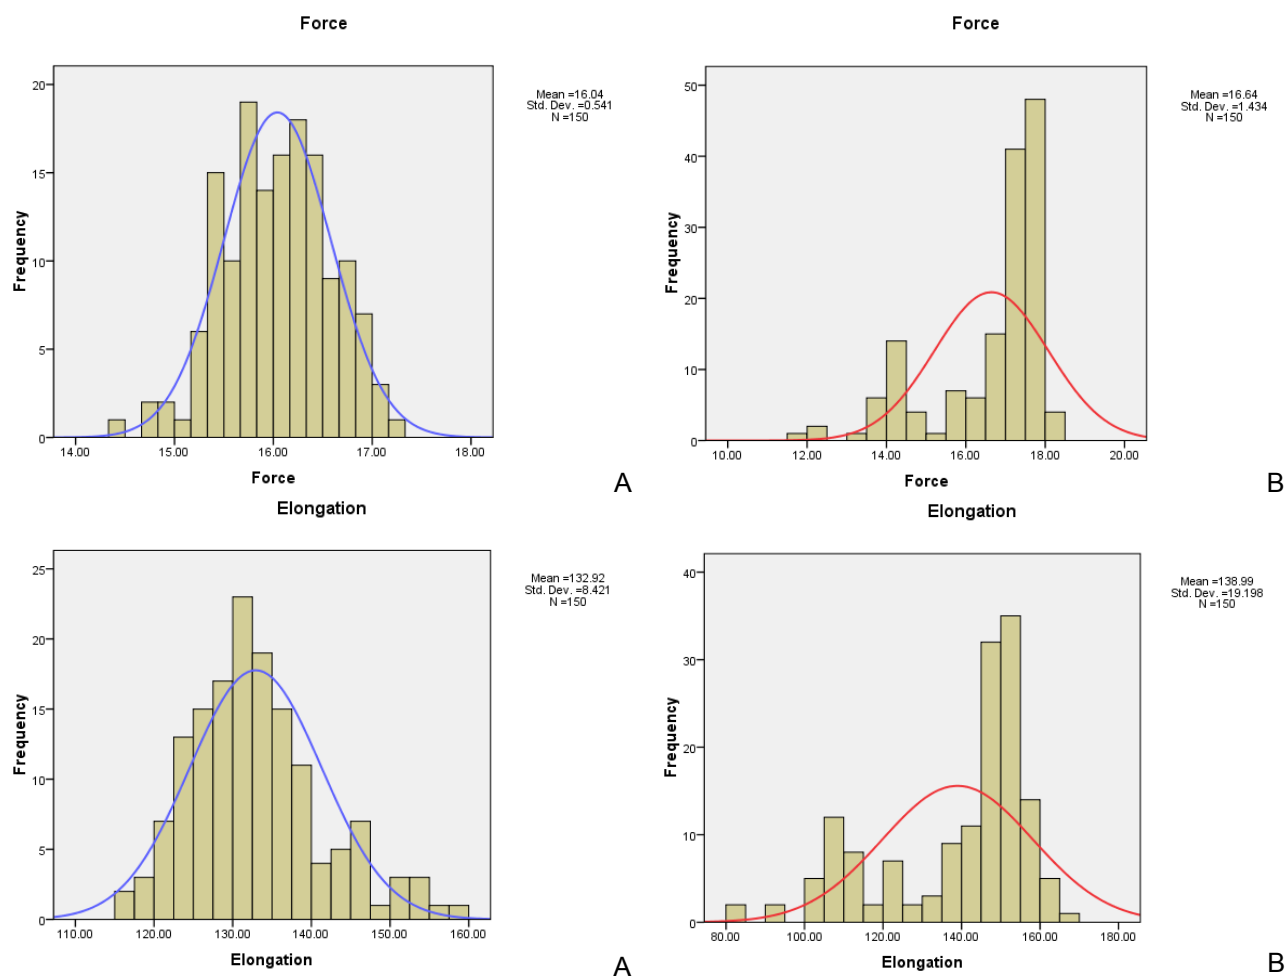 Force
Mean =16.04
Std. Dev. =0.541
N =150
20
15
10
5
0
Frequency
14.00 15.00 16.00 17.00 18.00
Force
A
Force
Mean =16.64
Std. Dev. =1.434
N =150
50
40
30
20
10
0
Frequency
10.00 12.00 14.00 16.00 18.00 20.00
Force
B
Elongation
Mean =132.92
Std. Dev. =8.421
N =150
25
20
15
10
5
0
Frequency
110.00 120.00 130.00 140.00 150.00 160.00
Elongation
A
Elongation
Mean =138.99
Std. Dev. =19.198
N =150
40
30
20
10
0
Frequency
80.00 100.00 120.00 140.00 160.00 180.00
Elongation
B